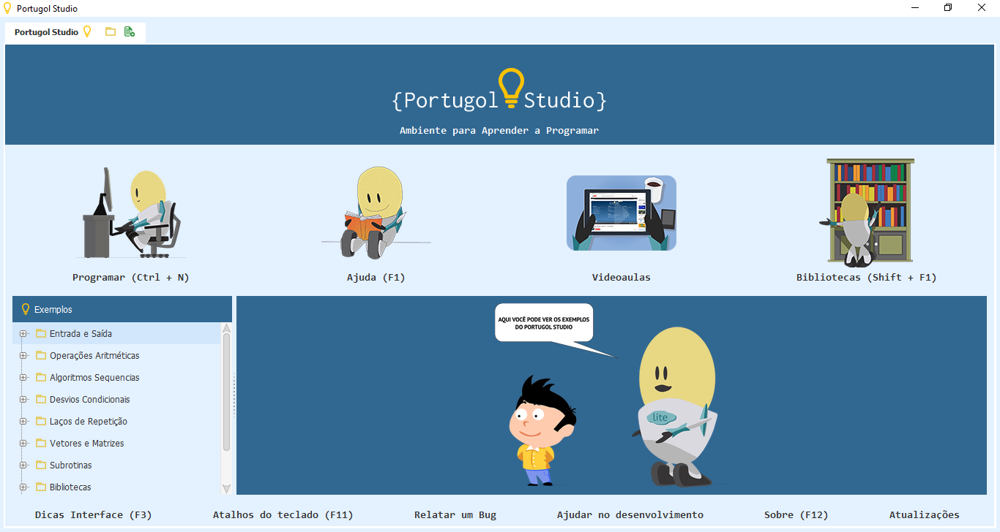 Portugol Studio
Portugol Studio
{Portugol Studio}
Ambiente para Aprender a Programar
Programar (Ctrl + N)
Ajuda (F1)
Videoaulas
Bibliotecas (Shift + F1)
Exemplos
Entrada e Saída
Operações Aritméticas
Algoritmos Sequencias
Desvios Condicionais
Laços de Repetição
Vetores e Matrizes
Subrotinas
Bibliotecas
AQUI VOCÊ PODE VER OS EXEMPLOS
DO PORTUGOL STUDIO
lite
Dicas Interface (F3)
Atalhos do teclado (F11)
Relatar um Bug
Ajudar no desenvolvimento
Sobre (F12)
Atualizações